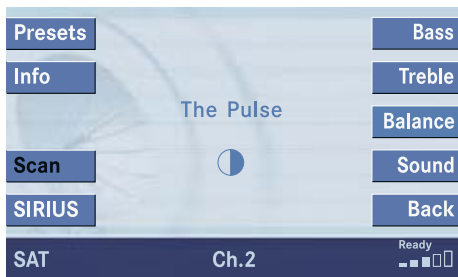 Presets
Bass
Info
Treble
The Pulse
Balance
Scan
Sound
SIRIUS
Back
SAT
Ch.2
Ready